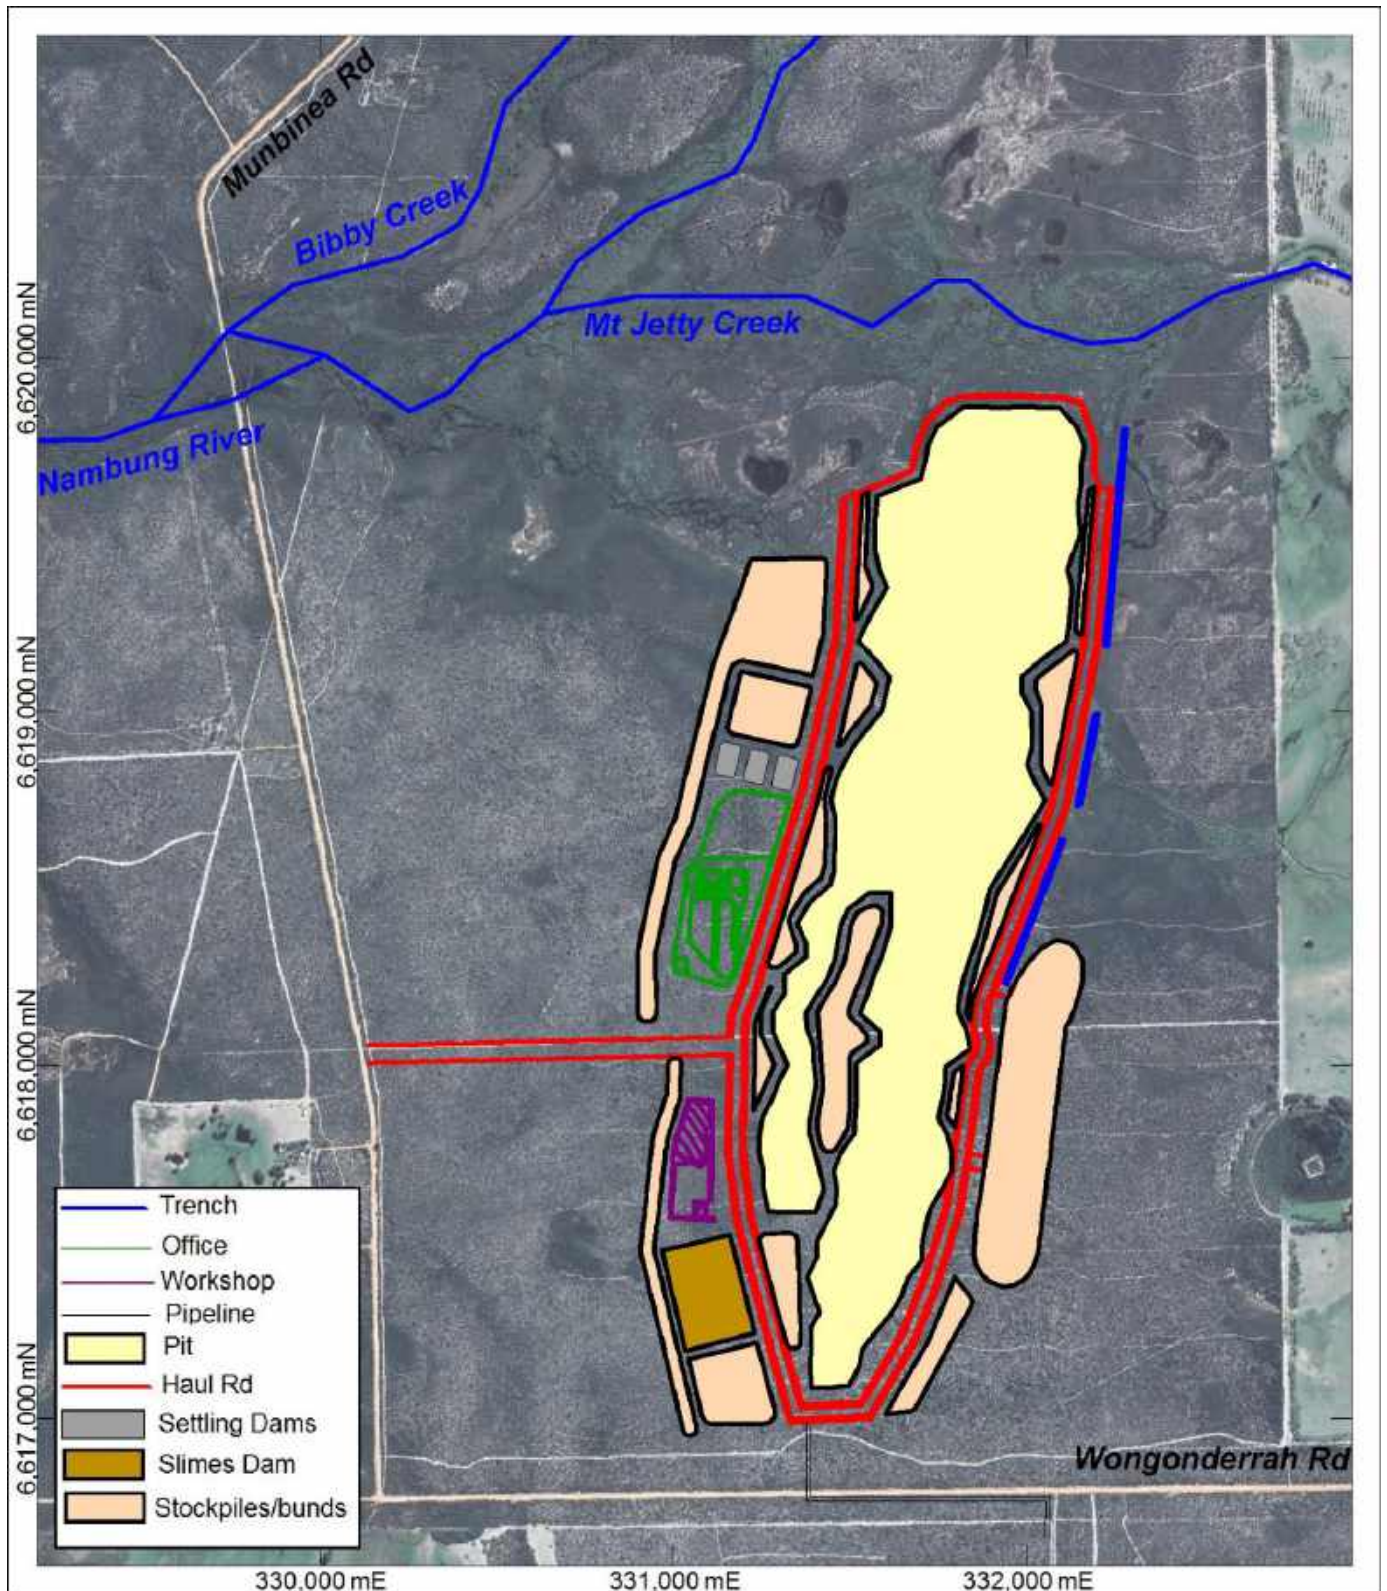 Munbinea Rd
Bibby Creek
Mt Jetty Creek
Nambung River
6,620,000 mN
6,619,000 mN
6,618,000 mN
6,617,000 mN
Trench
Office
Workshop
Pipeline
Pit
Haul Rd
Settling Dams
Slimes Dam
Stockpiles/bunds
Wongonderrah Rd
330,000 mE
331,000 mE
332,000 mE